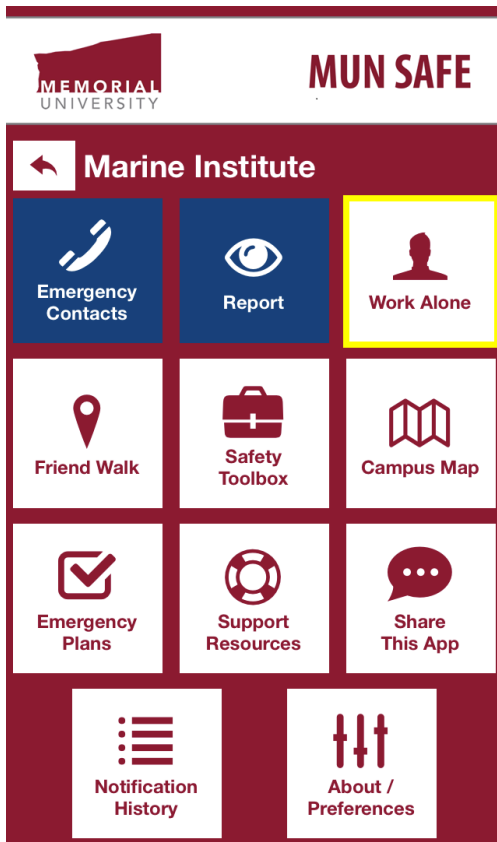 MEMORIAL
UNIVERSITY
MUN SAFE
Marine Institute
Emergency
Contacts
Report
Work Alone
Friend Walk
Safety
Toolbox
Campus Map
Emergency
Plans
Support
Resources
Share
This App
Notification
History
About /
Preferences